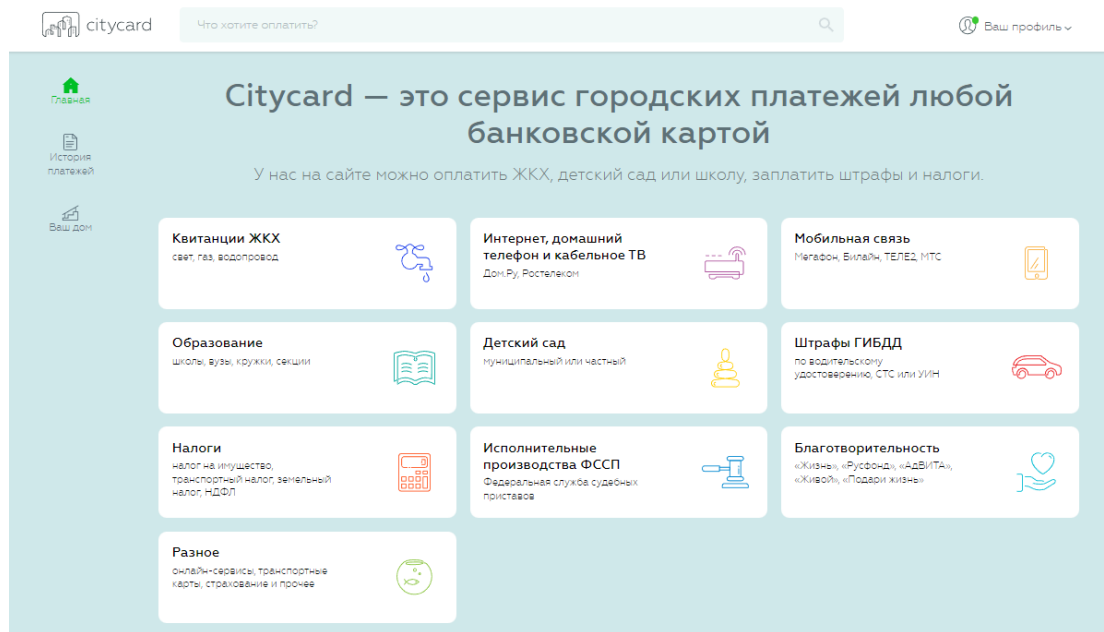 citycard
Что хотите оплатить?
Ваш профиль
Главная
История
платежей
Ваш дом
Citycard — это сервис городских платежей любой
банковской картой
У нас на сайте можно оплатить ЖКХ, детский сад или школу, заплатить штрафы и налоги.
Квитанции ЖКХ
свет, газ, водопровод
Интернет, домашний
телефон и кабельное ТВ
Дом.Ру, Ростелеком
Мобильная связь
Мегафон, Билайн, ТЕЛЕ2, МТС
Образование
школы, вузы, кружки, секции
Детский сад
муниципальный или частный
Штрафы ГИБДД
по водительскому
удостоверению, СТС или УИН
Налоги
налог на имущество,
транспортный налог, земельный
налог, НДФЛ
Исполнительные
производства ФССП
Федеральная служба судебных
приставов
Благотворительность
«Жизнь», «Русфонд», «АдВИТА»,
«Живой», «Подари жизнь»
Разное
онлайн-сервисы, транспортные
карты, страхование и прочее